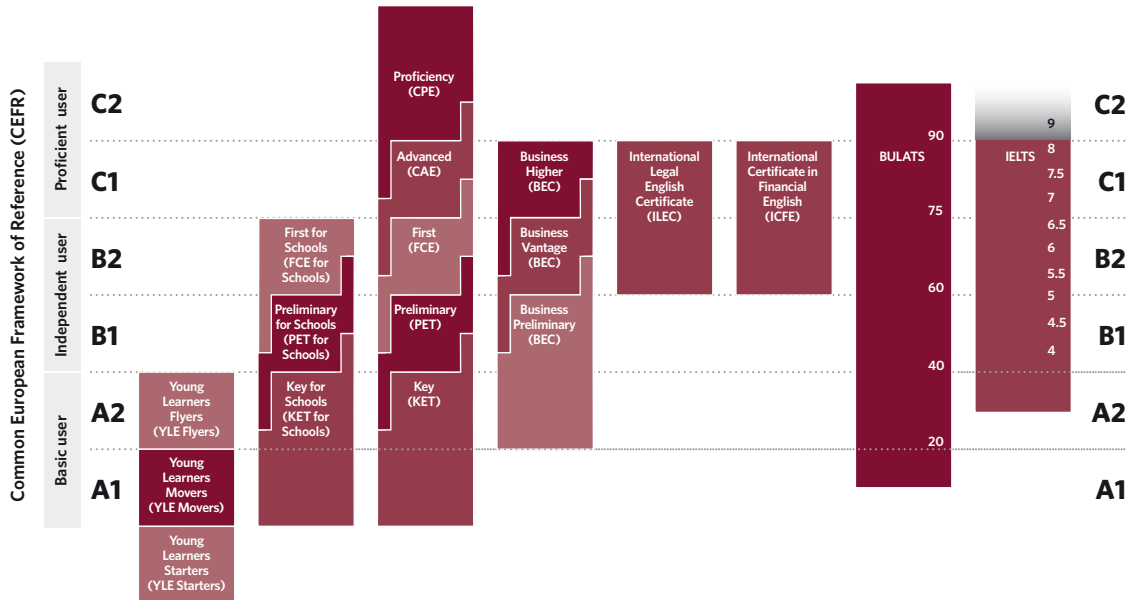 Common European Framework of Reference (CEFR)
Proficient user
Independent user
Basic user
C2
C1
B2
B1
A2
A1
Young
Learners
Flyers
(YLE Flyers)
Young
Learners
Movers
(YLE Movers)
Young
Learners
Starters
(YLE Starters)
First for
Schools
(FCE for
Schools)
Preliminary
for Schools
(PET for
Schools)
Key for
Schools
(KET for
Schools)
Proficiency
(CPE)
Advanced
(CAE)
First
(FCE)
Preliminary
(PET)
Key
(KET)
Business
Higher
(BEC)
Business
Vantage
(BEC)
Business
Preliminary
(BEC)
International
Legal
English
Certificate
(ILEC)
International
Certificate in
Financial
English
(ICFE)
BULATS
90
75
60
40
20
IELTS
9
8
7.5
7
6.5
6
5.5
5
4.5
4
C2
C1
B2
B1
A2
A1